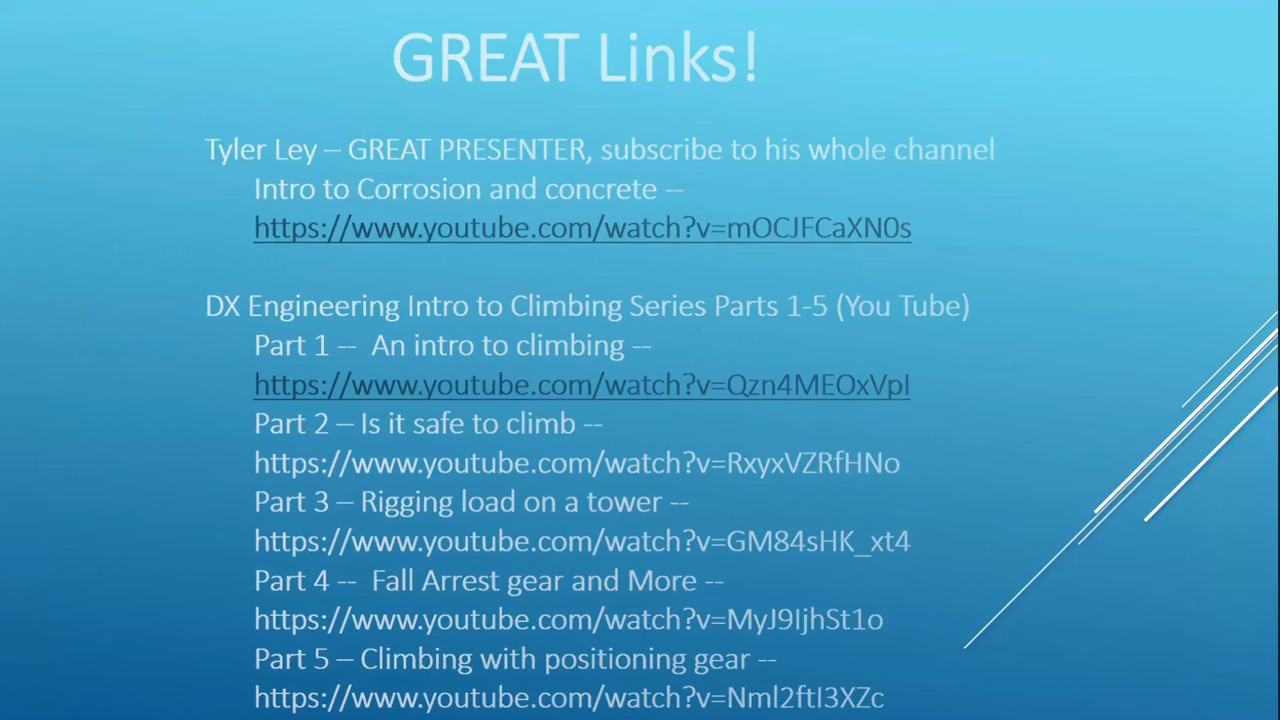 GREAT Links!
Tyler Ley – GREAT PRESENTER, subscribe to his whole channel
Intro to Corrosion and concrete --
https://www.youtube.com/watch?v=mOCJFCaXN0s
DX Engineering Intro to Climbing Series Parts 1-5 (You Tube)
Part 1 -- An intro to climbing --
https://www.youtube.com/watch?v=Qzn4MEOxVpI
Part 2 – Is it safe to climb --
https://www.youtube.com/watch?v=RxyxVZRfHNo
Part 3 – Rigging load on a tower --
https://www.youtube.com/watch?v=GM84sHK_xt4
Part 4 -- Fall Arrest gear and More --
https://www.youtube.com/watch?v=MyJ9IjhSt1o
Part 5 – Climbing with positioning gear --
https://www.youtube.com/watch?v=Nml2ftI3XZc